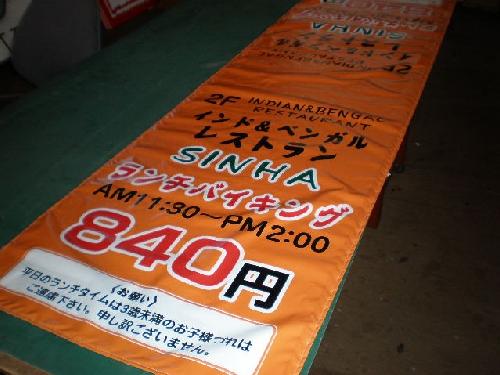 2F INDIAN&BENGAL
RESTAURANT
インド&ベンガル
レストラン
SINHA
ランチバイキング
AM11:30～PM2:00
840円
《お願い》
平日のランチタイムは3歳未満のお子様づれは
ご遠慮下さい。申し訳ございません。